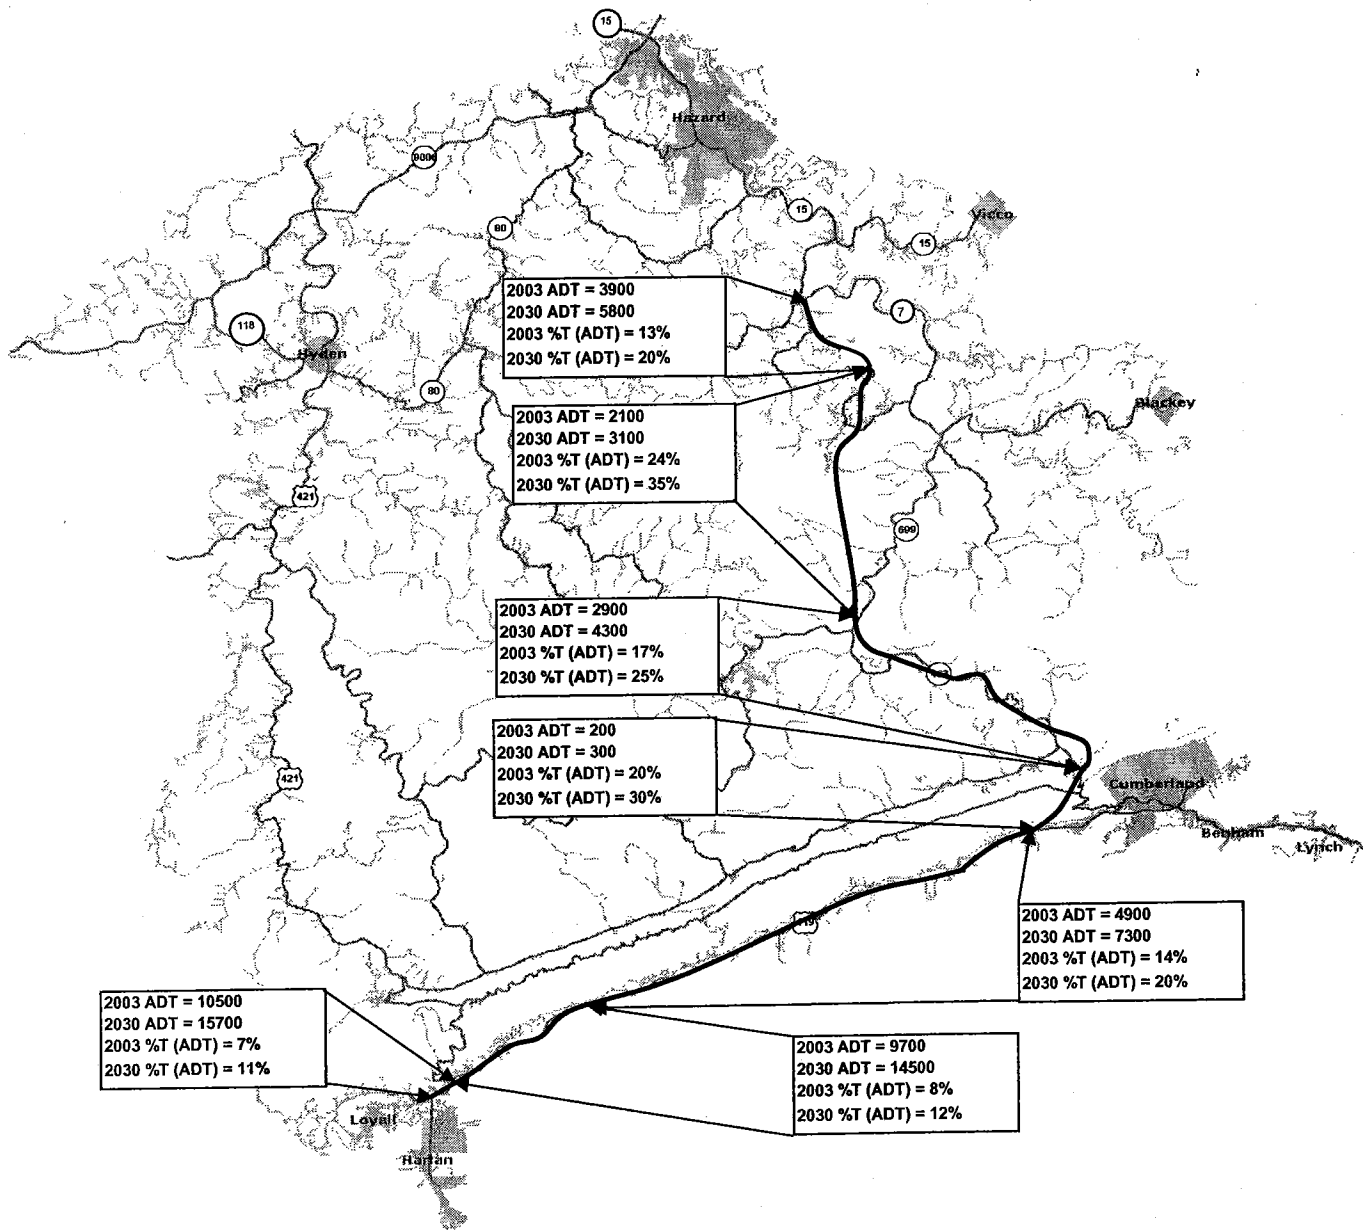 15
Hazard
15
Vicco
80
15
2003 ADT = 3900
2030 ADT = 5800
2003 %T (ADT) = 13%
2030 %T (ADT) = 20%
7
118
Hyden
80
Blackey
2003 ADT = 2100
2030 ADT = 3100
2003 %T (ADT) = 24%
2030 %T (ADT) = 35%
421
699
2003 ADT = 2900
2030 ADT = 4300
2003 %T (ADT) = 17%
2030 %T (ADT) = 25%
2003 ADT = 200
2030 ADT = 300
2003 %T (ADT) = 20%
2030 %T (ADT) = 30%
421
Cumberland
Benham
Lynch
2003 ADT = 4900
2030 ADT = 7300
2003 %T (ADT) = 14%
2030 %T (ADT) = 20%
2003 ADT = 10500
2030 ADT = 15700
2003 %T (ADT) = 7%
2030 %T (ADT) = 11%
2003 ADT = 9700
2030 ADT = 14500
2003 %T (ADT) = 8%
2030 %T (ADT) = 12%
Loyall
Harlan